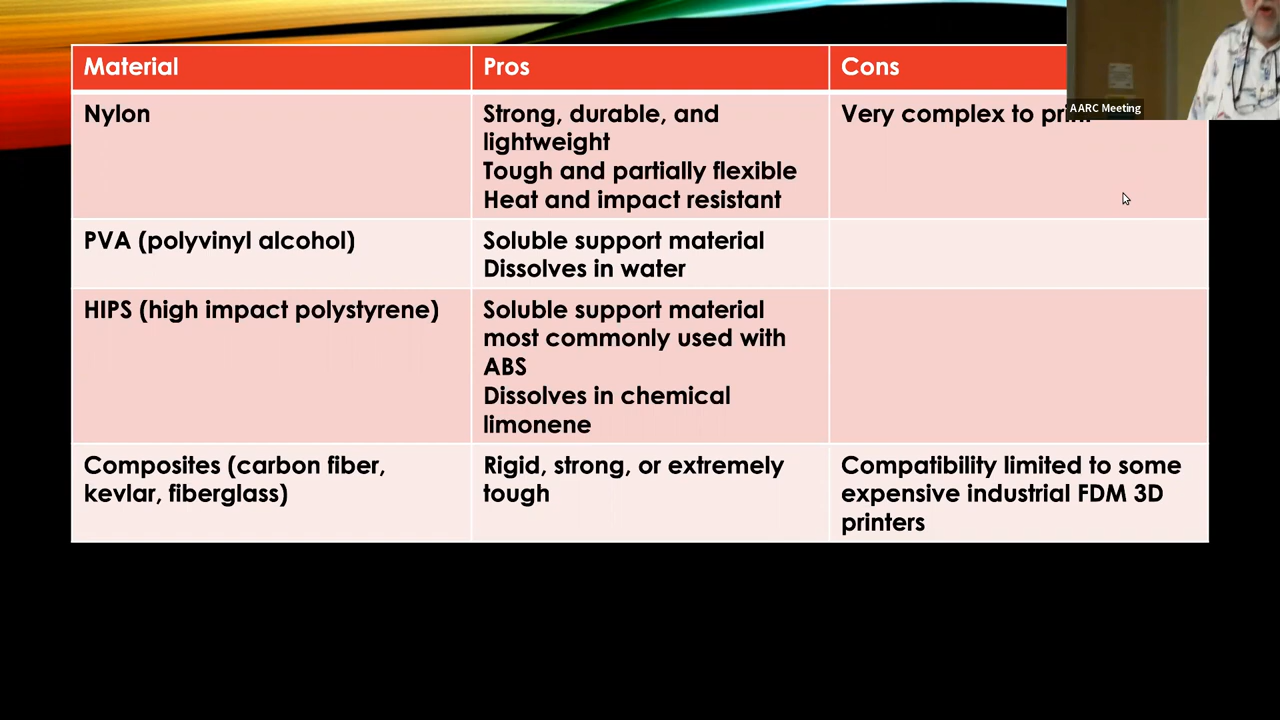 Material
Pros
Cons
Nylon
Strong, durable, and
lightweight
Tough and partially flexible
Heat and impact resistant
Very complex to print
PVA (polyvinyl alcohol)
Soluble support material
Dissolves in water
HIPS (high impact polystyrene)
Soluble support material
most commonly used with
ABS
Dissolves in chemical
limonene
Composites (carbon fiber,
kevlar, fiberglass)
Rigid, strong, or extremely
tough
Compatibility limited to some
expensive industrial FDM 3D
printers
AARC Meeting